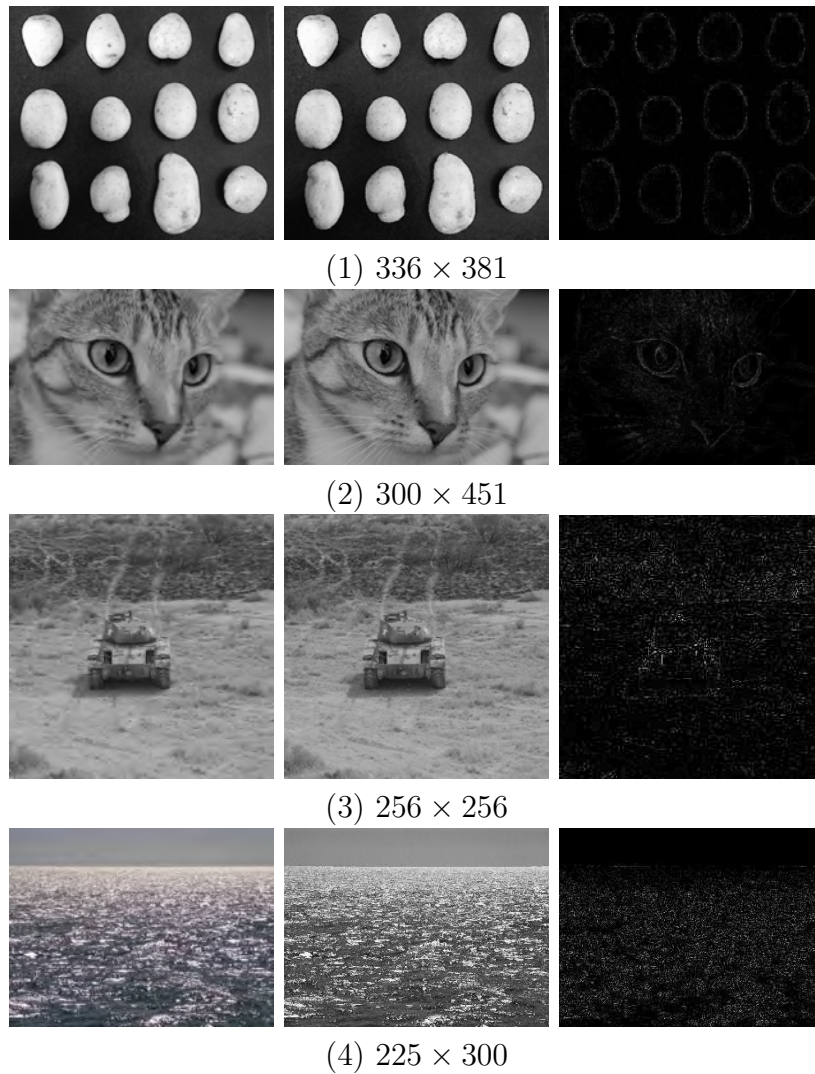 (1) 336 × 381
(2) 300 × 451
(3) 256 × 256
(4) 225 × 300